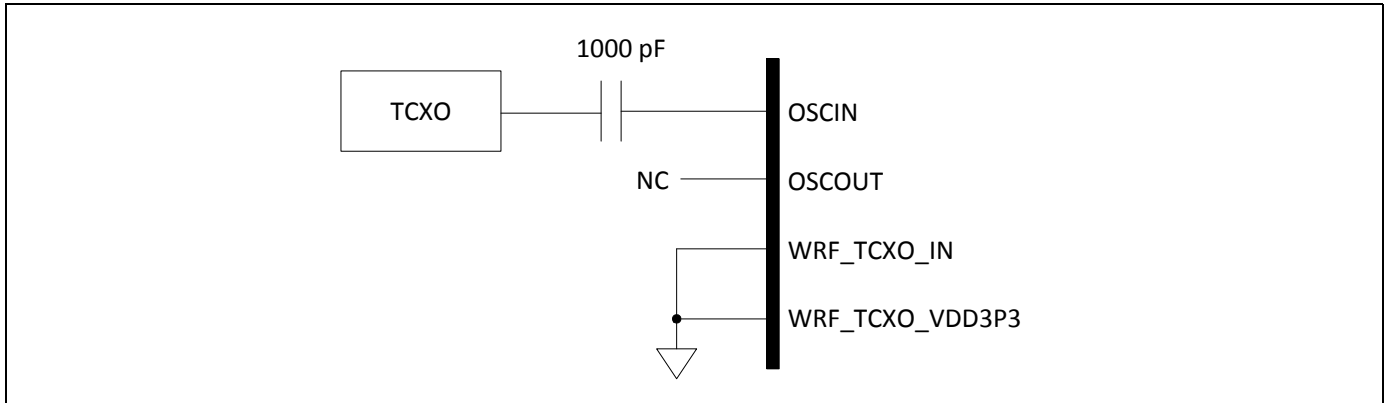 1000 pF
TCXO
OSCIN
NC
OSCOUT
WRF_TCXO_IN
WRF_TCXO_VDD3P3